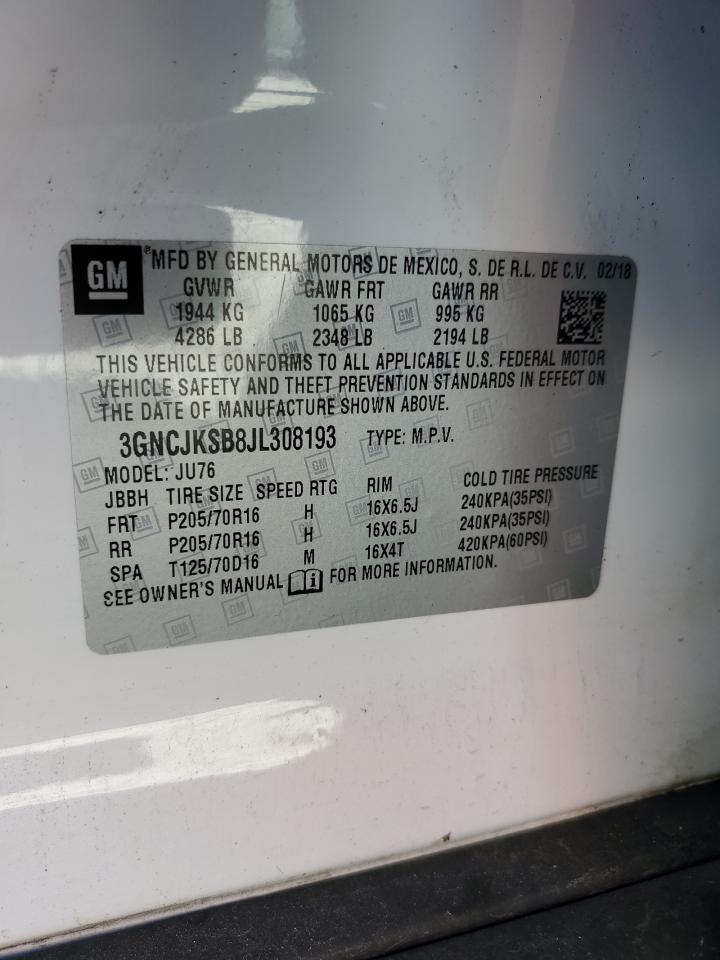 GM ® MFD BY GENERAL MOTORS DE MEXICO, S. DE R.L. DE C.V. 02/18
GVWR GAWR FRT GAWR RR
1944 KG 1065 KG 995 KG
4286 LB 2348 LB 2194 LB
THIS VEHICLE CONFORMS TO ALL APPLICABLE U.S. FEDERAL MOTOR
VEHICLE SAFETY AND THEFT PREVENTION STANDARDS IN EFFECT ON
THE DATE OF MANUFACTURE SHOWN ABOVE.
3GNCJKSB8JL308193 TYPE: M.P.V.
MODEL: JU76
JBBH TIRE SIZE SPEED RTG RIM COLD TIRE PRESSURE
FRT P205/70R16 H 16X6.5J 240KPA(35PSI)
RR P205/70R16 H 16X6.5J 240KPA(35PSI)
SPA T125/70D16 M 16X4T 420KPA(60PSI)
SEE OWNER'S MANUAL FOR MORE INFORMATION.